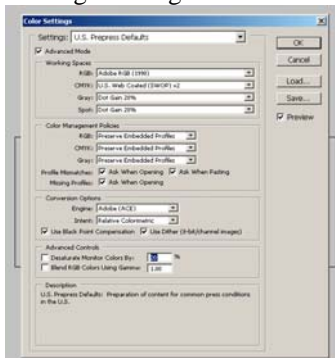 Color Settings
Settings: U.S. Prepress Defaults
OK
Advanced Mode
Cancel
Working Spaces
RGB: Adobe RGB (1998)
Load...
CMYK: U.S. Web Coated (SWOP) v2
Save...
Gray: Dot Gain 20%
Spot: Dot Gain 20%
Preview
Color Management Policies
RGB: Preserve Embedded Profiles
CMYK: Preserve Embedded Profiles
Gray: Preserve Embedded Profiles
Profile Mismatches: Ask When Opening Ask When Pasting
Missing Profiles: Ask When Opening
Conversion Options
Engine: Adobe (ACE)
Intent: Relative Colorimetric
Use Black Point Compensation Use Dither (8-bit/channel images)
Advanced Controls
Desaturate Monitor Colors By: %
Blend RGB Colors Using Gamma: 1.00
Description
U.S. Prepress Defaults: Preparation of content for common press conditions
in the U.S.